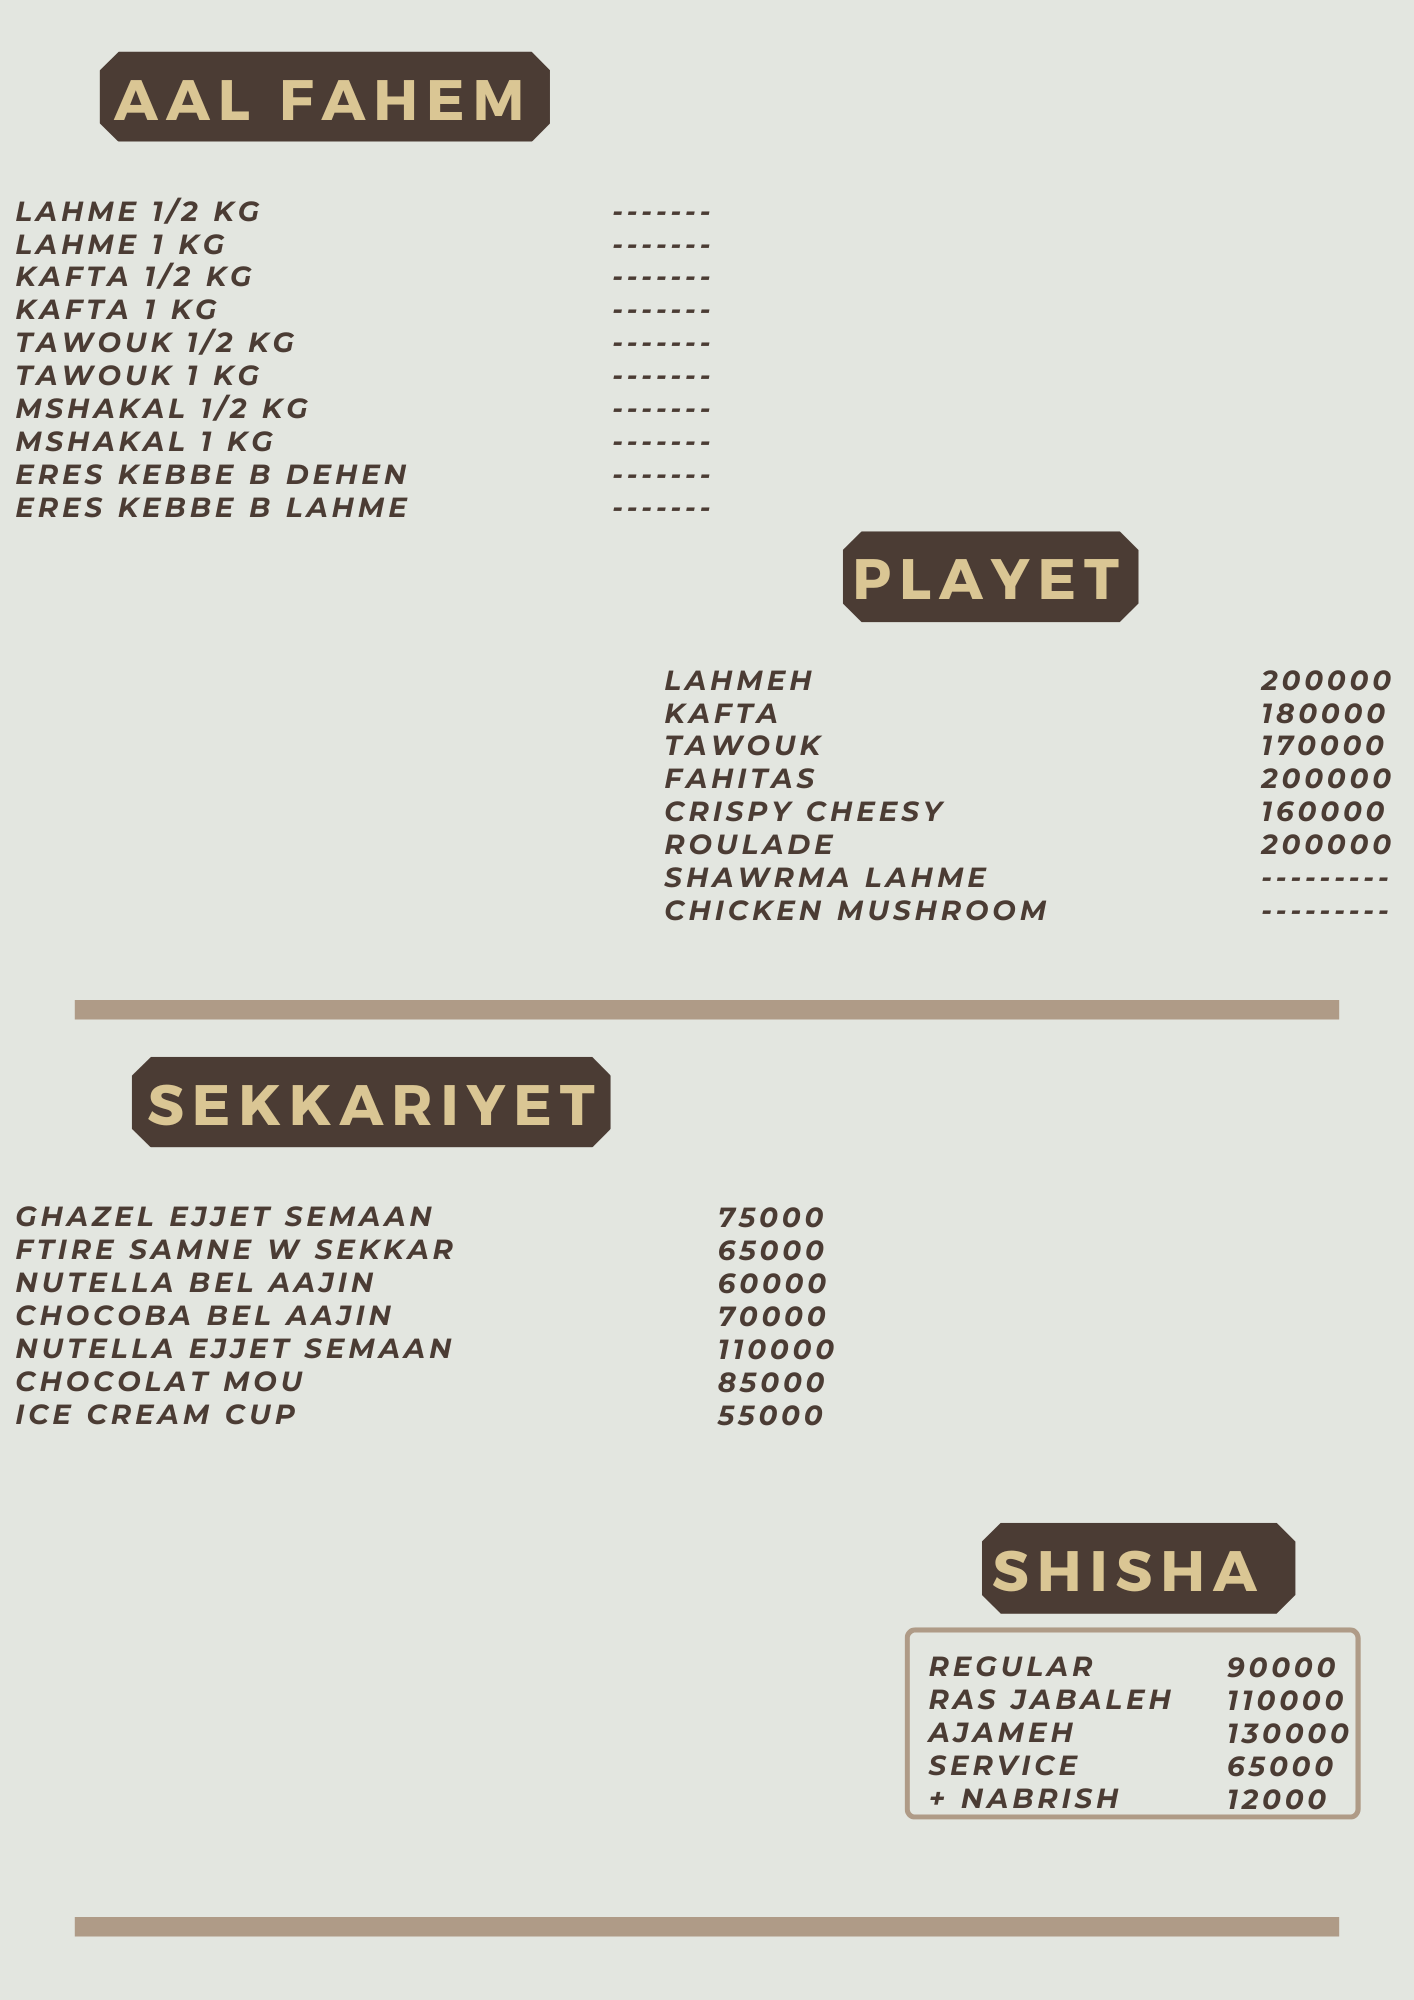 AAL FAHEM
LAHME 1/2 KG -------
LAHME 1 KG -------
KAFTA 1/2 KG -------
KAFTA 1 KG -------
TAWOUK 1/2 KG -------
TAWOUK 1 KG -------
MSHAKAL 1/2 KG -------
MSHAKAL 1 KG -------
ERES KEBBE B DEHEN -------
ERES KEBBE B LAHME -------
PLAYET
LAHMEH 200000
KAFTA 180000
TAWOUK 170000
FAHITAS 200000
CRISPY CHEESY 160000
ROULADE 200000
SHAWRMA LAHME ---------
CHICKEN MUSHROOM ---------
SEKKARIYET
GHAZEL EJJET SEMAAN 75000
FTIRE SAMNE W SEKKAR 65000
NUTELLA BEL AAJIN 60000
CHOCOBA BEL AAJIN 70000
NUTELLA EJJET SEMAAN 110000
CHOCOLAT MOU 85000
ICE CREAM CUP 55000
SHISHA
REGULAR 90000
RAS JABALEH 110000
AJAMEH 130000
SERVICE 65000
+ NABRISH 12000